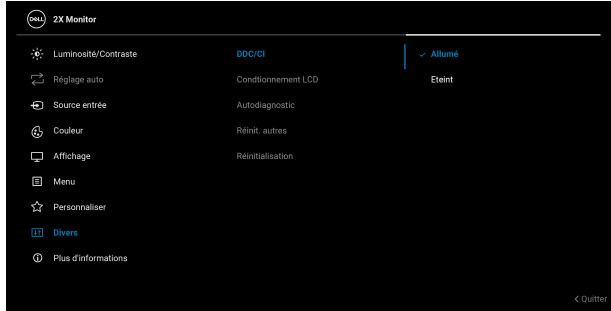 DELL 2X Monitor
Luminosité/Contraste DDC/CI Allumé
Réglage auto Condtionnement LCD Eteint
Source entrée Autodiagnostic
Couleur Réinit. autres
Affichage Réinitialisation
Menu
Personnaliser
Divers
Plus d'informations
Quitter